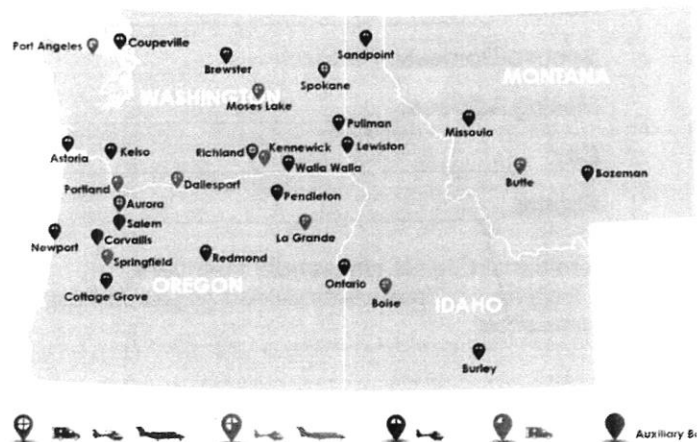 Port Angeles
Coupeville
Brewster
Sandpoint
Spokane
MONTANA
WASHINGTON
Moses Lake
Pullman
Missoula
Astoria
Kelso
Richland
Kennewick
Lewiston
Walla Walla
Butte
Bozeman
Portland
Dallesport
Pendleton
Aurora
Salem
La Grande
Newport
Corvallis
Redmond
Springfield
Ontario
OREGON
Boise
IDAHO
Cottage Grove
Burley
Auxiliary